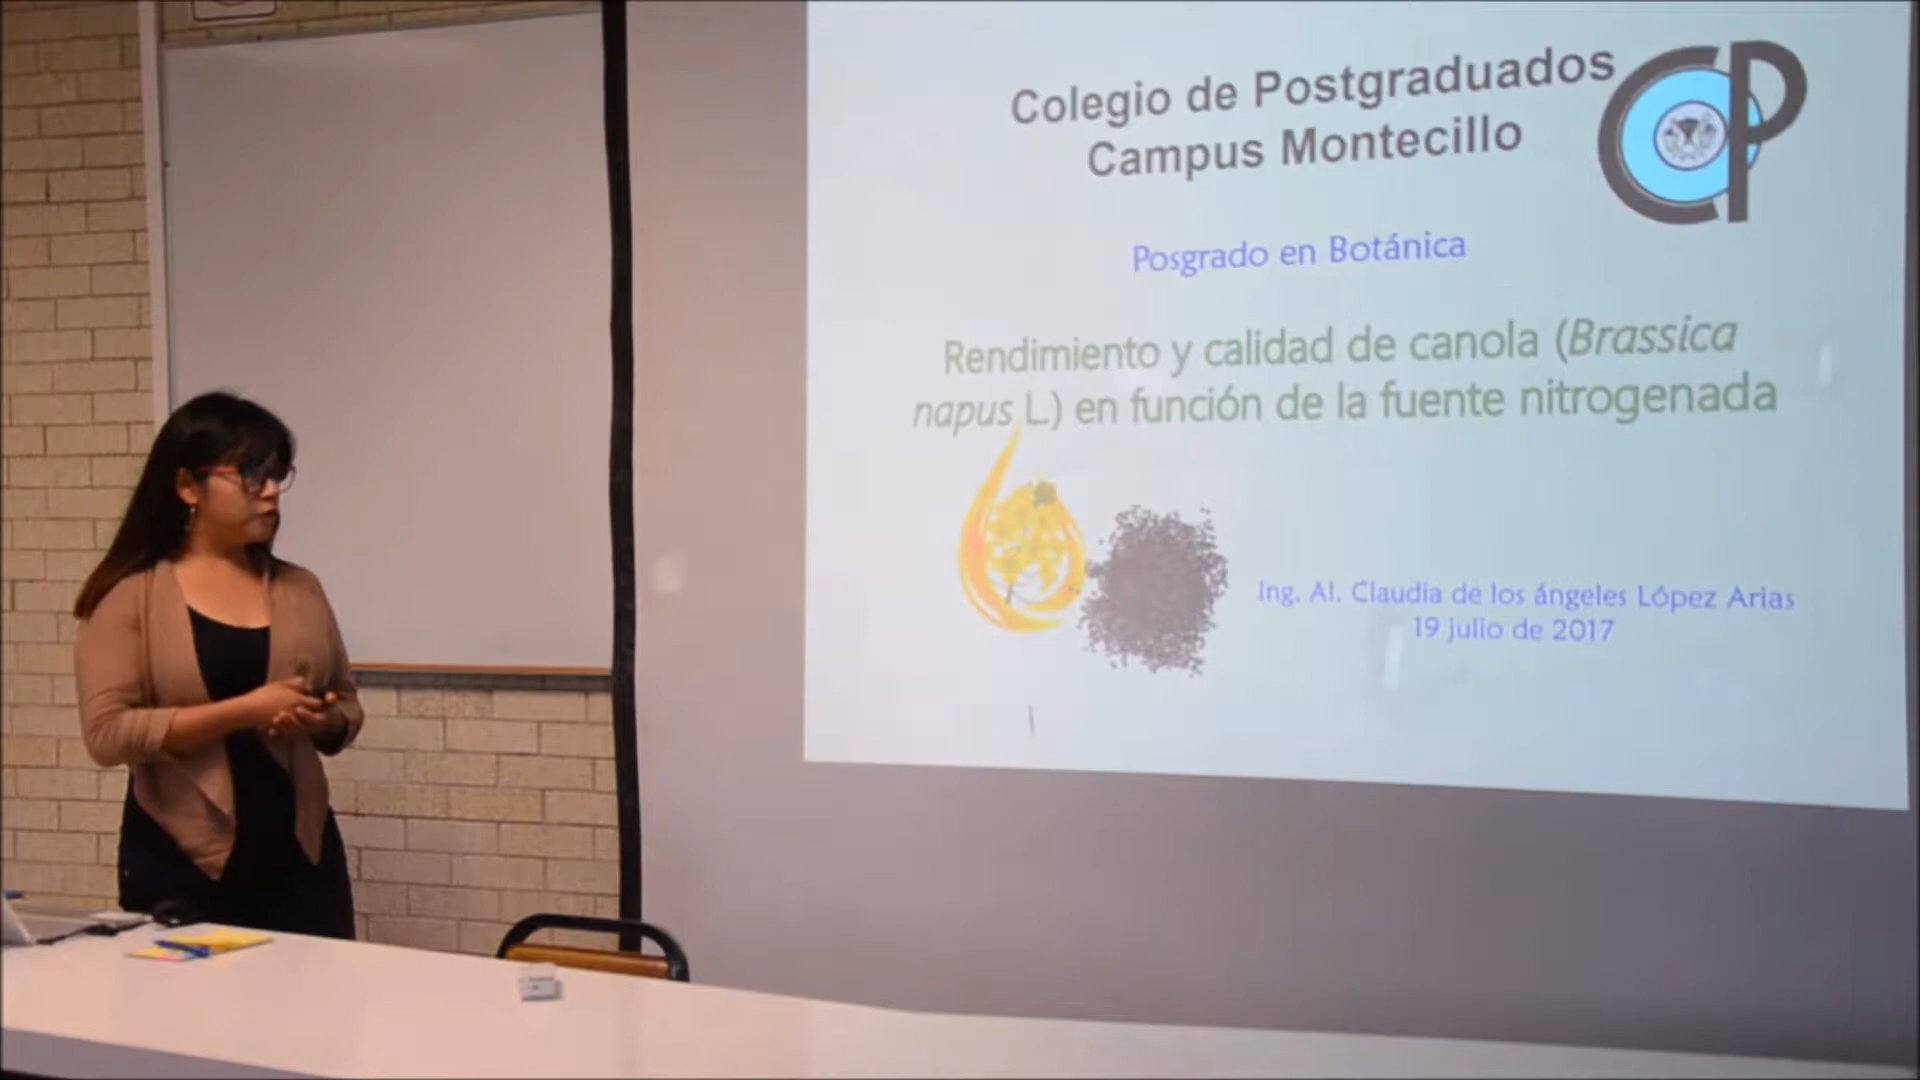 Colegio de Postgraduados
Campus Montecillo
CP
Posgrado en Botánica
Rendimiento y calidad de canola (Brassica
napus L.) en función de la fuente nitrogenada
Ing. Al. Claudia de los ángeles López Arias
19 julio de 2017